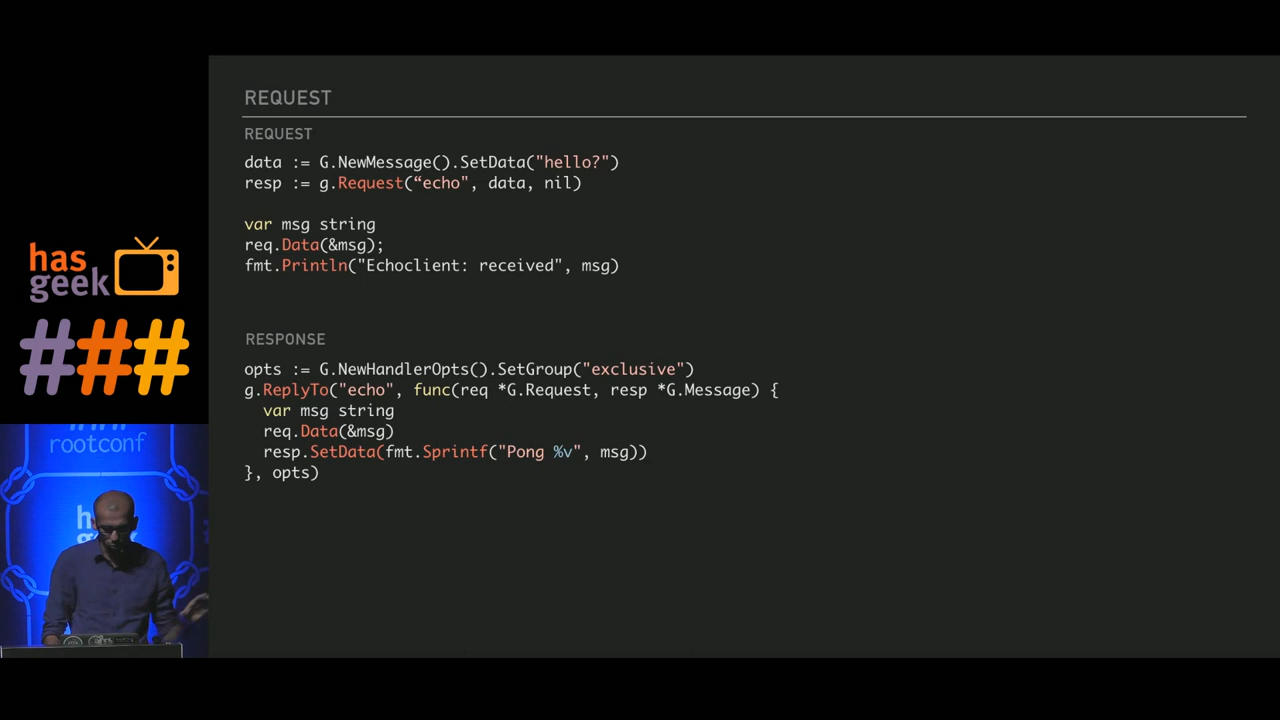 REQUEST
REQUEST
data := G.NewMessage().SetData("hello?")
resp := g.Request(“echo", data, nil)
var msg string
req.Data(&msg);
fmt.Println("Echoclient: received", msg)
RESPONSE
opts := G.NewHandlerOpts().SetGroup("exclusive")
g.ReplyTo("echo", func(req *G.Request, resp *G.Message) {
var msg string
req.Data(&msg)
resp.SetData(fmt.Sprintf("Pong %v", msg))
}, opts)
has
geek
###
rootconf